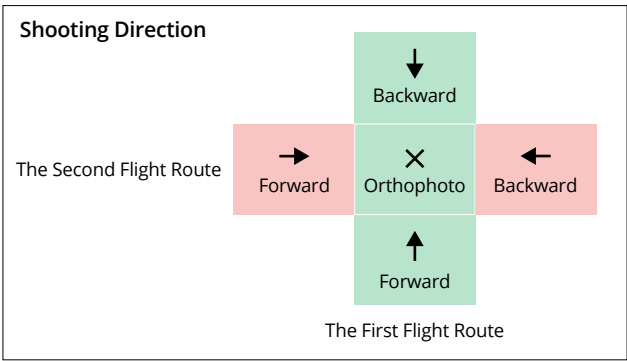 Shooting Direction
Backward
The Second Flight Route
Forward
Orthophoto
Backward
Forward
The First Flight Route